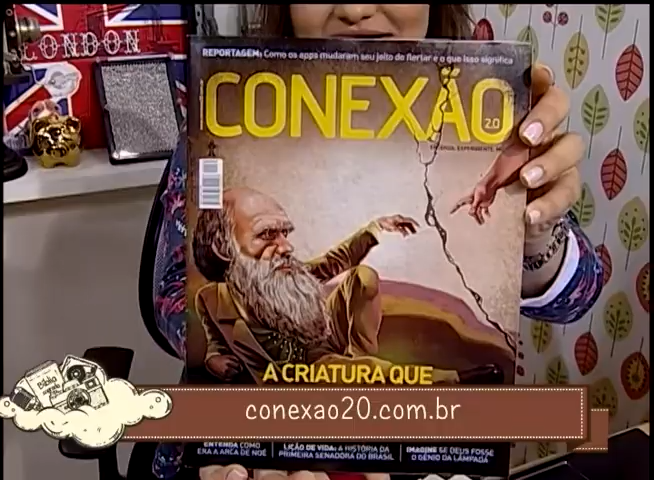 LONDON
REPORTAGEM: Como os apps mudaram seu jeito de flertar e o que isso significa
CONEXÃO
2.0
A CRIATURA QUE
conexao20.com.br
ENTENDA COMO
ERA A ARCA DE NOÉ
LIÇÃO DE VIDA: A HISTÓRIA DA
PRIMEIRA SENADORA DO BRASIL
IMAGINE SE DEUS FOSSE
O GÊNIO DA LÂMPADA